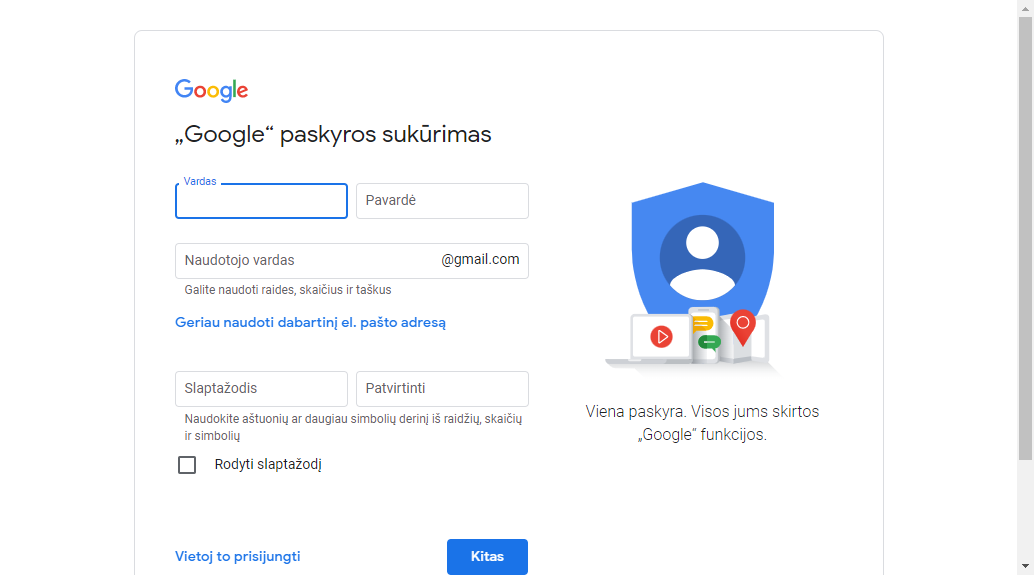 Google
„Google“ paskyros sukūrimas
Vardas
Pavardė
Naudotojo vardas
@gmail.com
Galite naudoti raides, skaičius ir taškus
Geriau naudoti dabartinį el. pašto adresą
Slaptažodis
Patvirtinti
Naudokite aštuonių ar daugiau simbolių derinį iš raidžių, skaičių
ir simbolių
Rodyti slaptažodį
Vietoj to prisijungti
Kitas
Viena paskyra. Visos jums skirtos
„Google“ funkcijos.